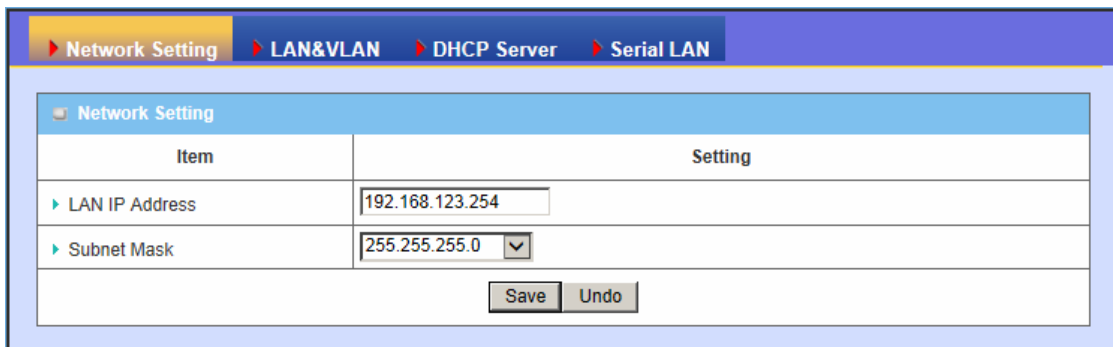 Network Setting LAN&VLAN DHCP Server Serial LAN
Network Setting
Item Setting
LAN IP Address 192.168.123.254
Subnet Mask 255.255.255.0
Save Undo